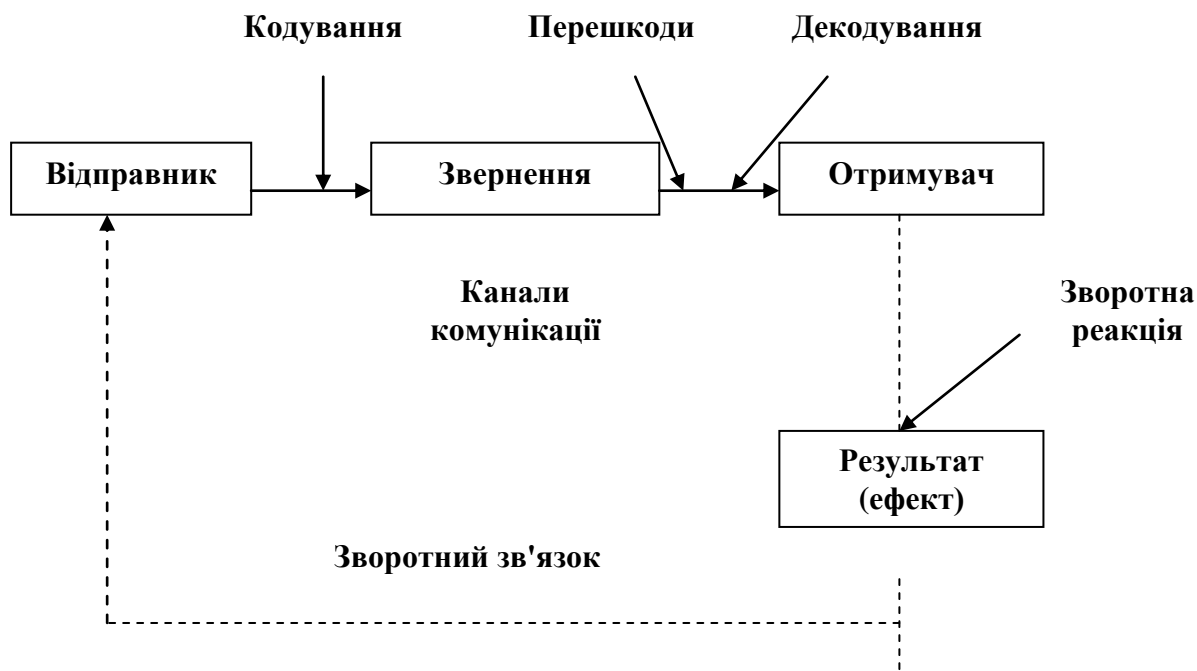 Кодування
Перешкоди
Декодування
Відправник
Звернення
Отримувач
Канали
комунікації
Зворотна
реакція
Результат
(ефект)
Зворотний зв'язок